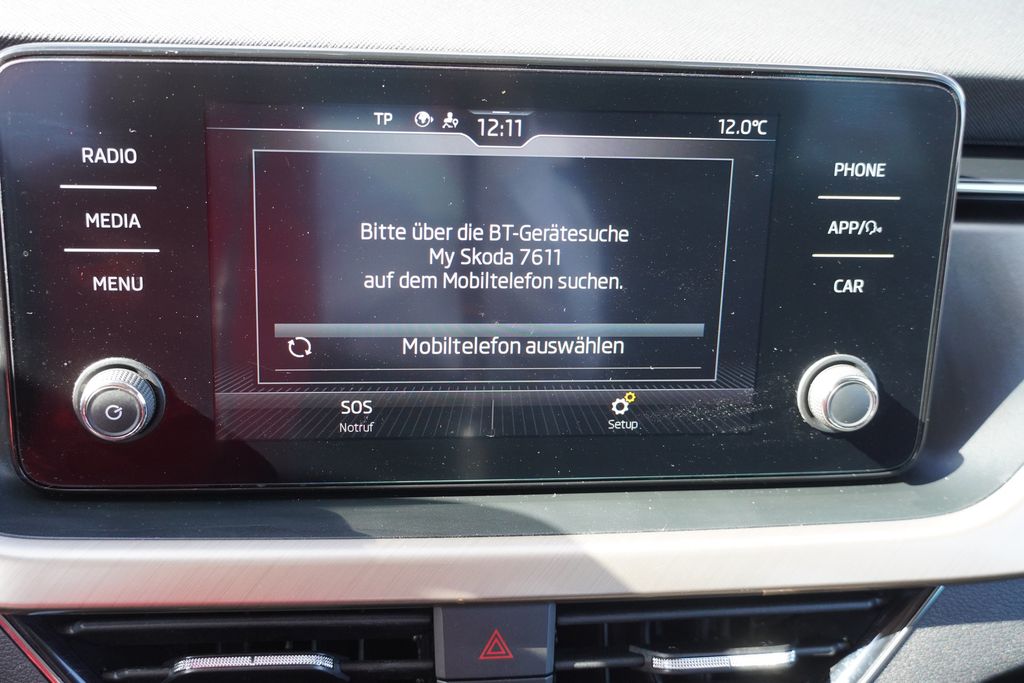 TP 12:11 12.0°C
RADIO
MEDIA
MENU
Bitte über die BT-Gerätesuche
My Skoda 7611
auf dem Mobiltelefon suchen.
Mobiltelefon auswählen
SOS
Notruf
Setup
PHONE
APP/
CAR